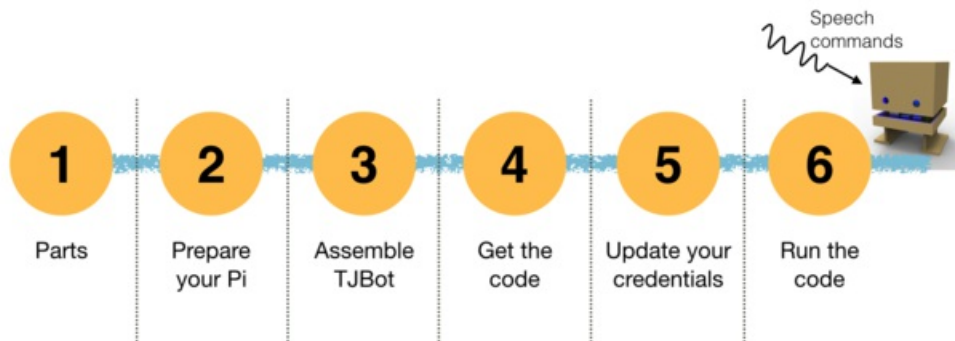 Speech
commands
1
2
3
4
5
6
Parts
Prepare
your Pi
Assemble
TJBot
Get the
code
Update your
credentials
Run the
code